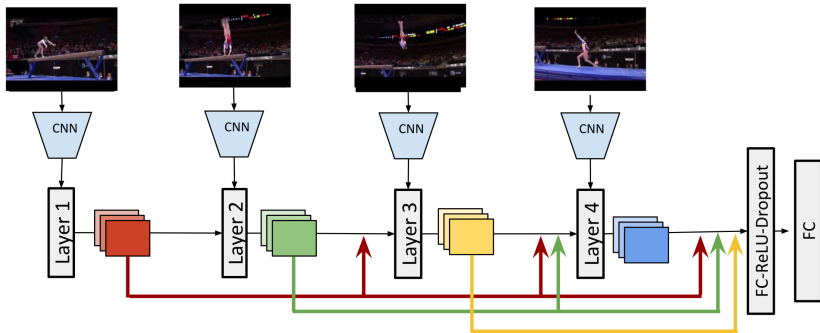 CNN
CNN
CNN
CNN
Layer 1
Layer 2
Layer 3
Layer 4
FC-ReLU-Dropout
FC